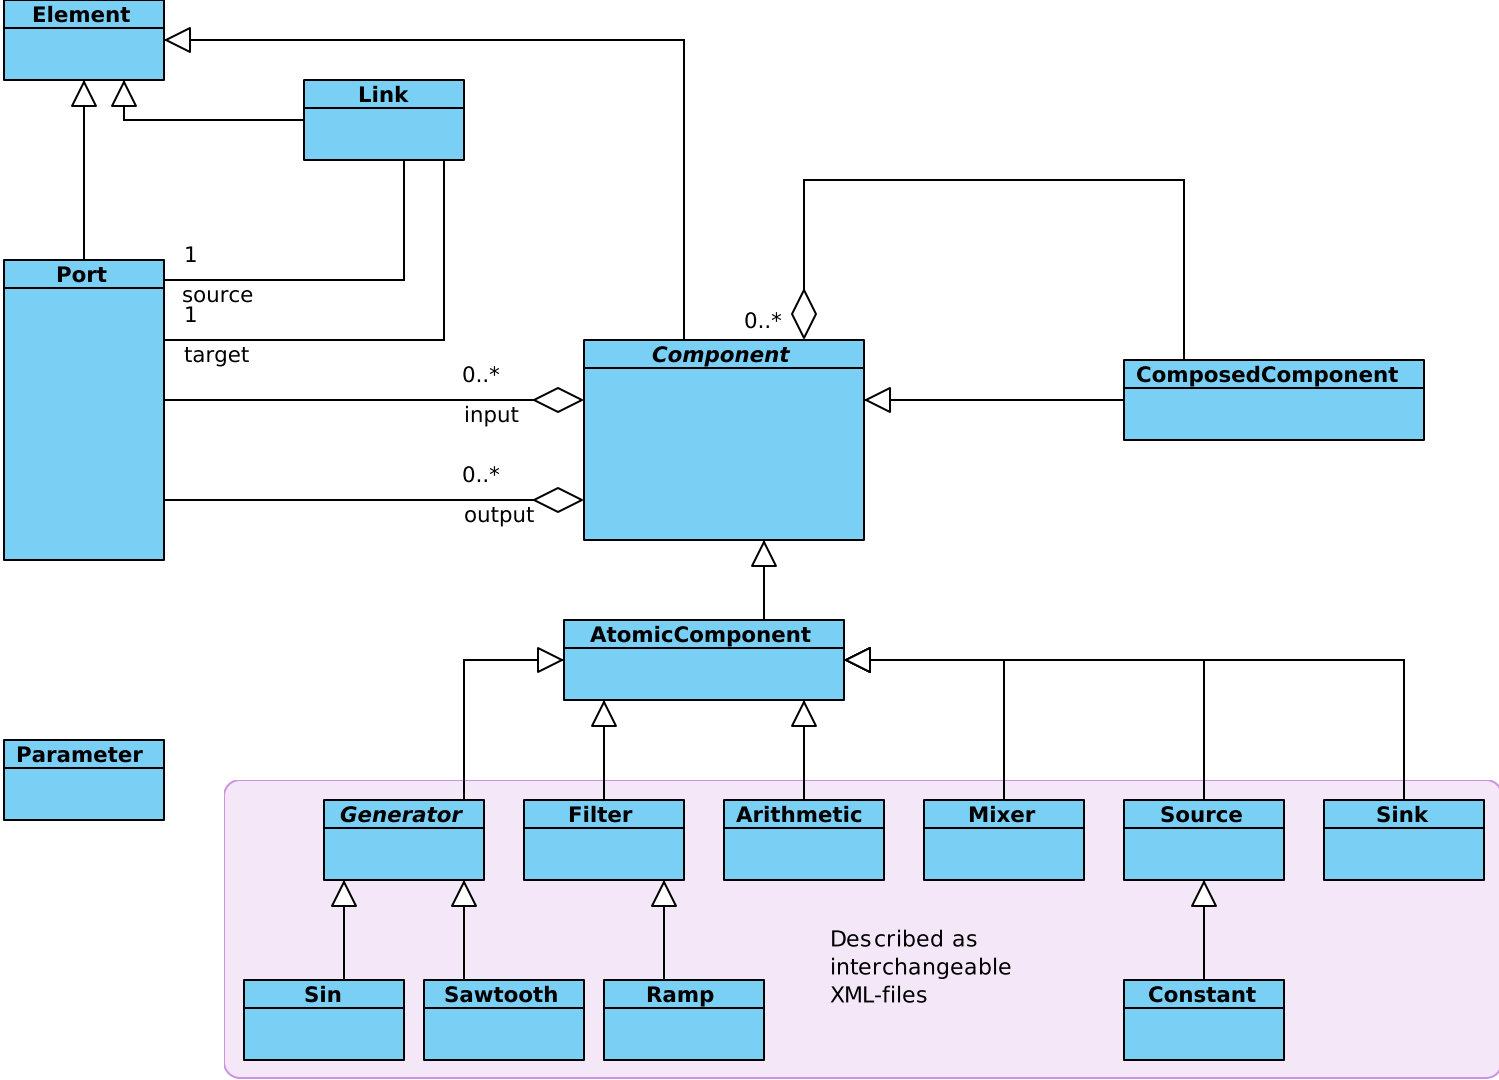 Element
Link
1
Port
source
1
target
0..*
Component
0..*
input
ComposedComponent
0..*
output
AtomicComponent
Parameter
Generator
Filter
Arithmetic
Mixer
Source
Sink
Described as
interchangeable
XML-files
Sin
Sawtooth
Ramp
Constant